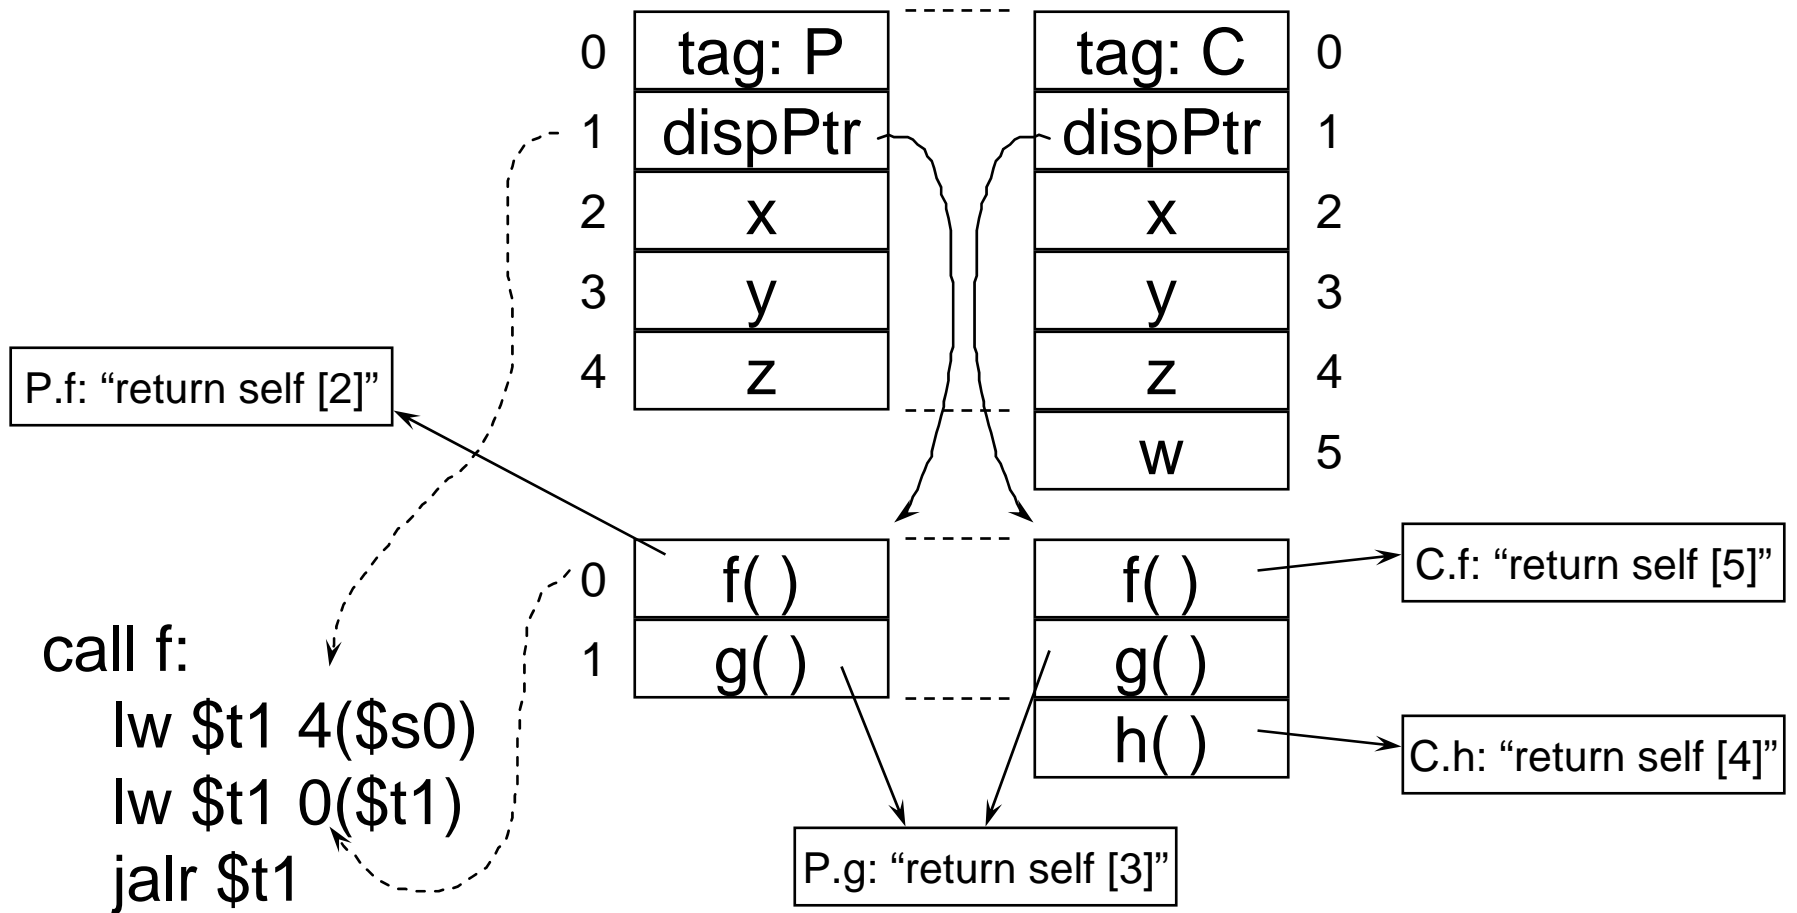 0 tag: P tag: C 0
1 dispPtr dispPtr 1
2 x x 2
3 y y 3
4 z z 4
w 5
P.f: “return self [2]”
0 f( ) f( )
1 g( ) g( )
h( )
C.f: “return self [5]”
C.h: “return self [4]”
P.g: “return self [3]”
call f:
lw $t1 4($s0)
lw $t1 0($t1)
jalr $t1